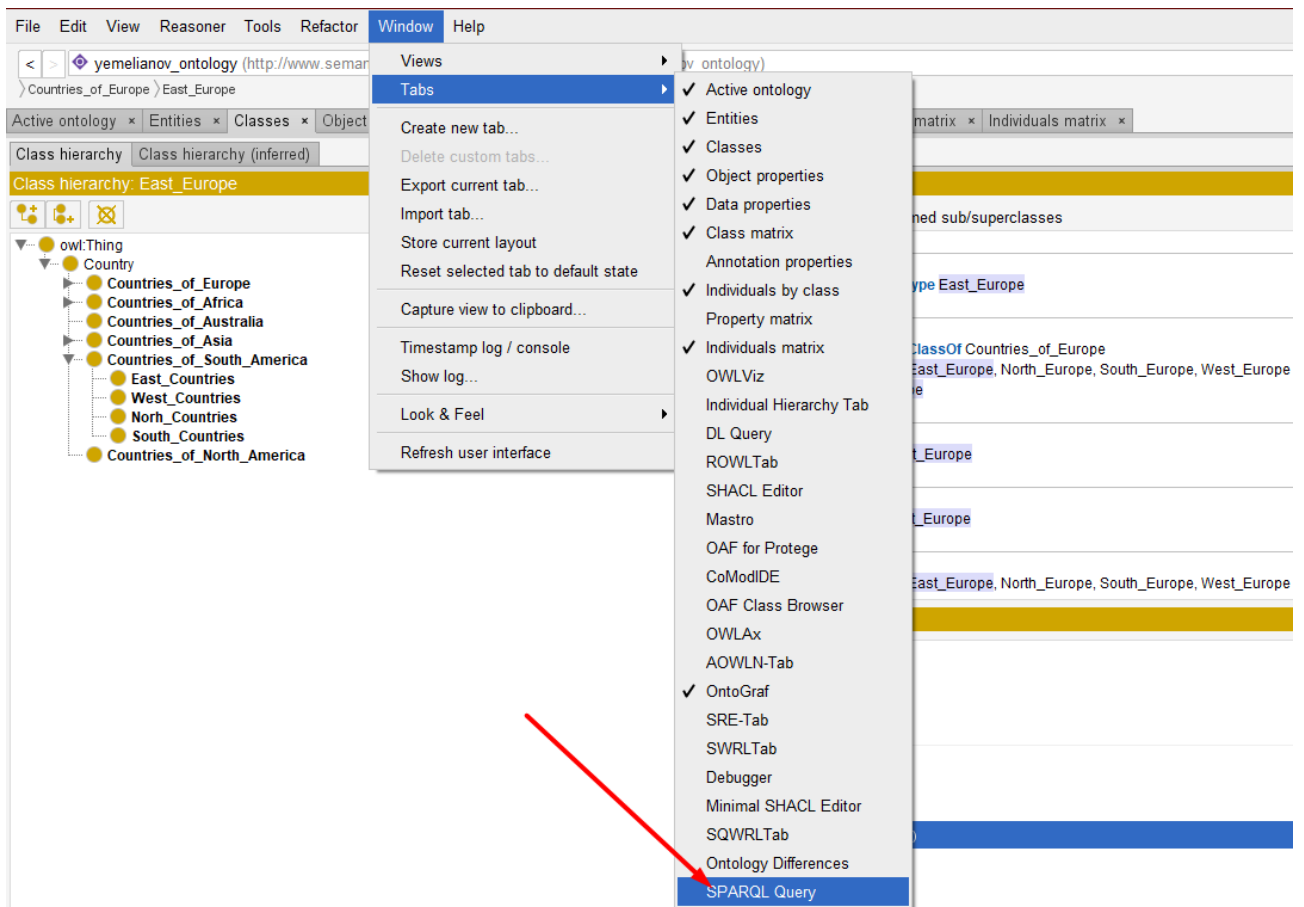 File Edit View Reasoner Tools Refactor Window Help
< > yemelianov_ontology (http://www.seman
ontology)
Countries_of_Europe East_Europe
Active ontology × Entities × Classes × Object
matrix × Individuals matrix ×
Class hierarchy Class hierarchy (inferred)
Class hierarchy: East_Europe
owl:Thing
Country
Countries_of_Europe
Countries_of_Africa
Countries_of_Australia
Countries_of_Asia
Countries_of_South_America
East_Countries
West_Countries
Norh_Countries
South_Countries
Countries_of_North_America
Views
Tabs
Create new tab...
Delete custom tabs...
Export current tab...
Import tab...
Store current layout
Reset selected tab to default state
Capture view to clipboard...
Timestamp log / console
Show log...
Look & Feel
Refresh user interface
Active ontology
Entities
Classes
Object properties
Data properties
Class matrix
Annotation properties
Individuals by class
Property matrix
Individuals matrix
OWLViz
Individual Hierarchy Tab
DL Query
ROWLTab
SHACL Editor
Mastro
OAF for Protege
CoModIDE
OAF Class Browser
OWLAx
AOWLN-Tab
OntoGraf
SRE-Tab
SWRLTab
Debugger
Minimal SHACL Editor
SQWRLTab
Ontology Differences
SPARQL Query
med sub/superclasses
ype East_Europe
ClassOf Countries_of_Europe
East_Europe, North_Europe, South_Europe, West_Europe
t_Europe
t_Europe
East_Europe, North_Europe, South_Europe, West_Europe